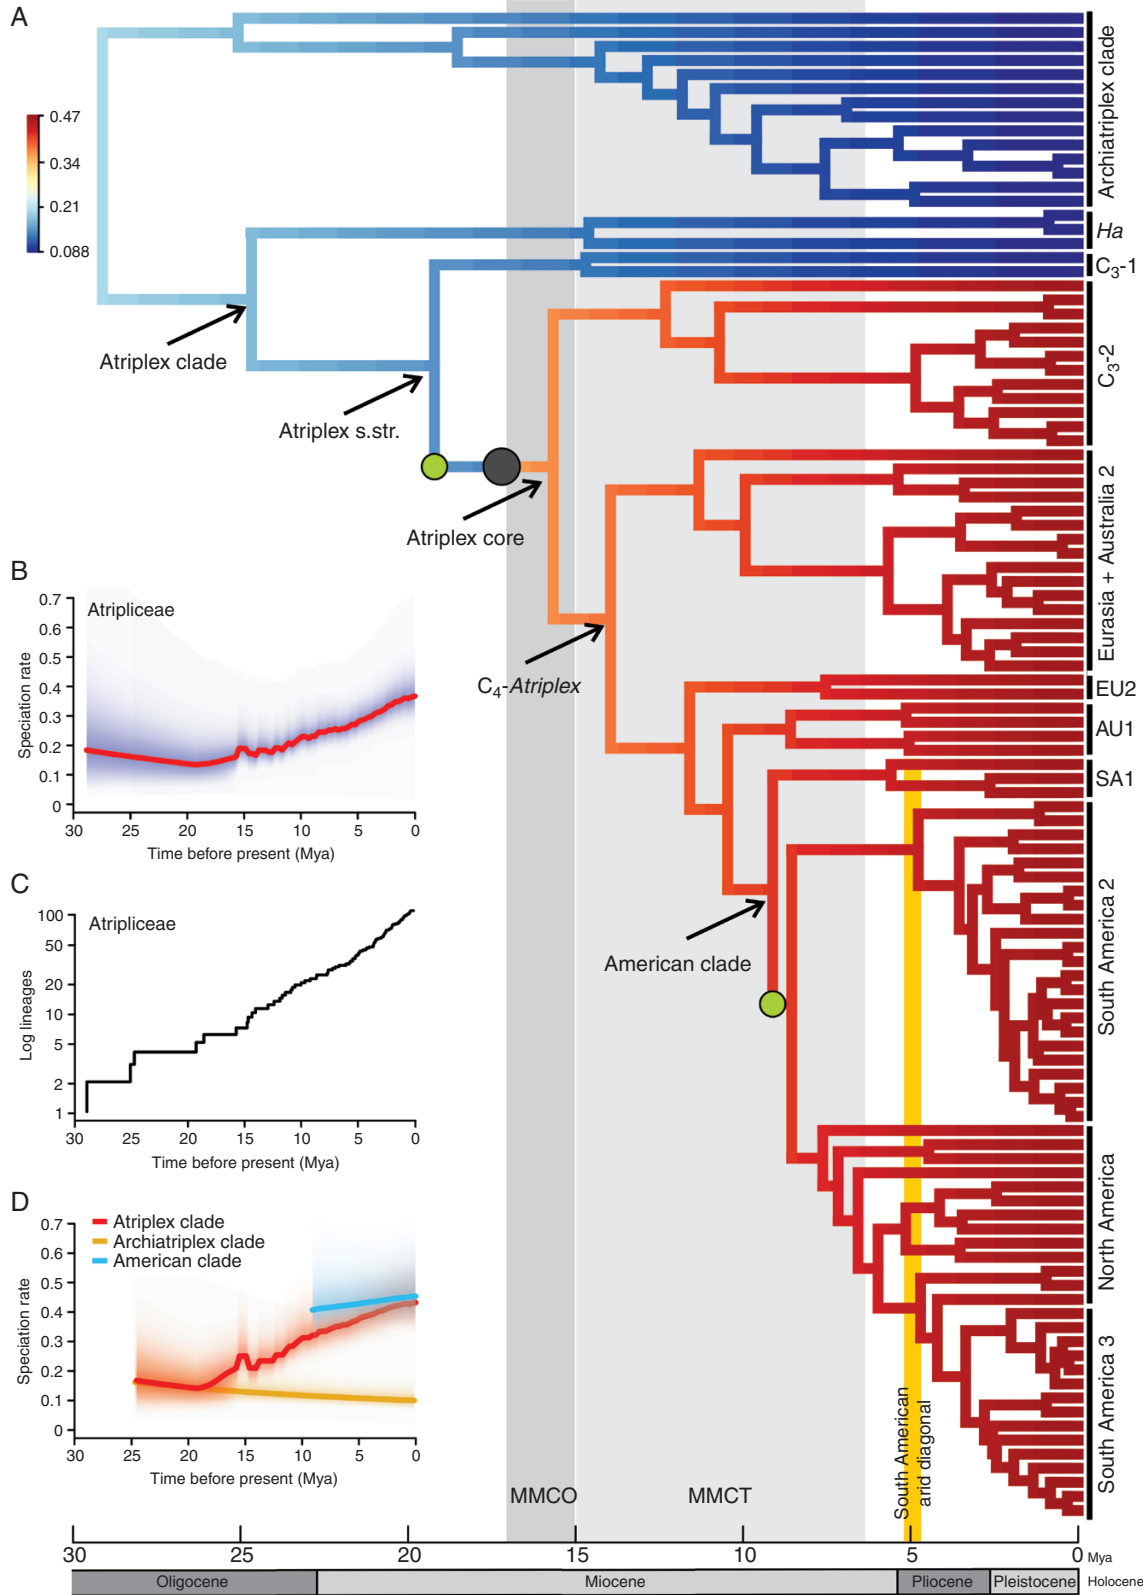 A
0.47
0.34
0.21
0.088
Archiatriplex clade
Ha
C3-1
C3-2
Eurasia + Australia 2
EU2
AU1
SA1
South America 2
North America
South America 3
Atriplex clade
Atriplex s.str.
Atriplex core
C4-Atriplex
American clade
B
Atripliceae
Speciation rate
0.7
0.6
0.5
0.4
0.3
0.2
0.1
0
30 25 20 15 10 5 0
Time before present (Mya)
C
Atripliceae
Log lineages
100
50
20
10
5
2
1
30 25 20 15 10 5 0
Time before present (Mya)
D
Atriplex clade
Archiatriplex clade
American clade
Speciation rate
0.7
0.6
0.5
0.4
0.3
0.2
0.1
0
30 25 20 15 10 5 0
Time before present (Mya)
MMCO
MMCT
South American
arid diagonal
30 25 20 15 10 5 0 Mya
Oligocene Miocene Pliocene Pleistocene Holocene